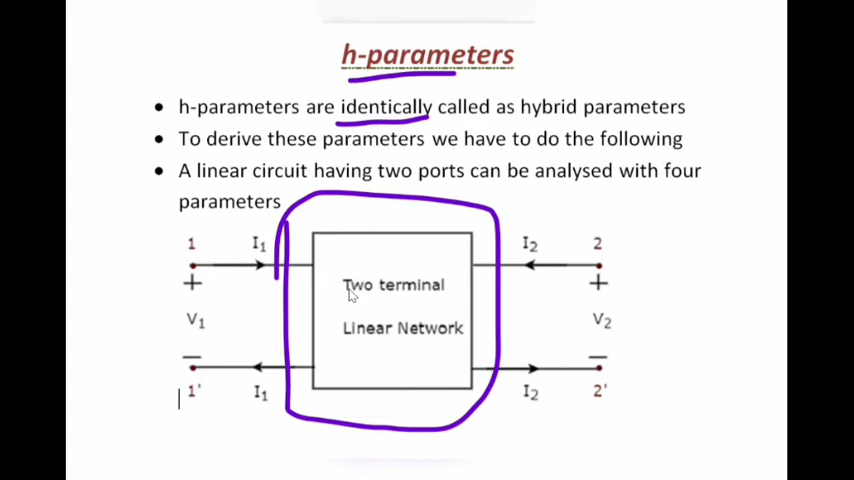 h-parameters
• h-parameters are identically called as hybrid parameters
• To derive these parameters we have to do the following
• A linear circuit having two ports can be analysed with four
parameters
1 I₁ I₂ 2
+ Two terminal +
V₁ Linear Network V₂
— —
1' I₁ I₂ 2'